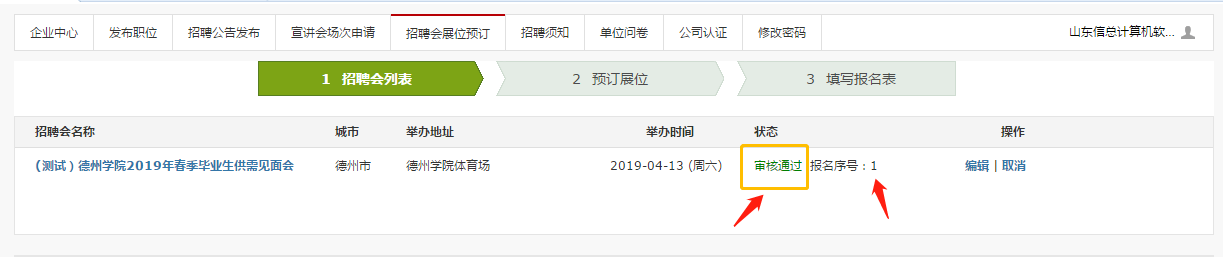 企业中心 发布职位 招聘公告发布 宣讲会场次申请 招聘会展位预订 招聘须知 单位问卷 公司认证 修改密码 山东信息计算机软...
1 招聘会列表 2 预订展位 3 填写报名表
招聘会名称 城市 举办地址 举办时间 状态 操作
(测试)德州学院2019年春季毕业生供需见面会 德州市 德州学院体育场 2019-04-13 (周六) 审核通过 报名序号:1 编辑 | 取消